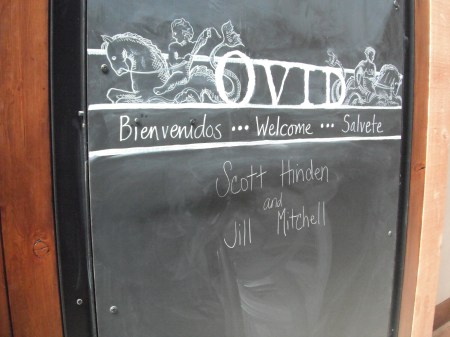 OVID
Bienvenidos ••• Welcome ••• Salvete
Scott Hinden
and
Jill Mitchell